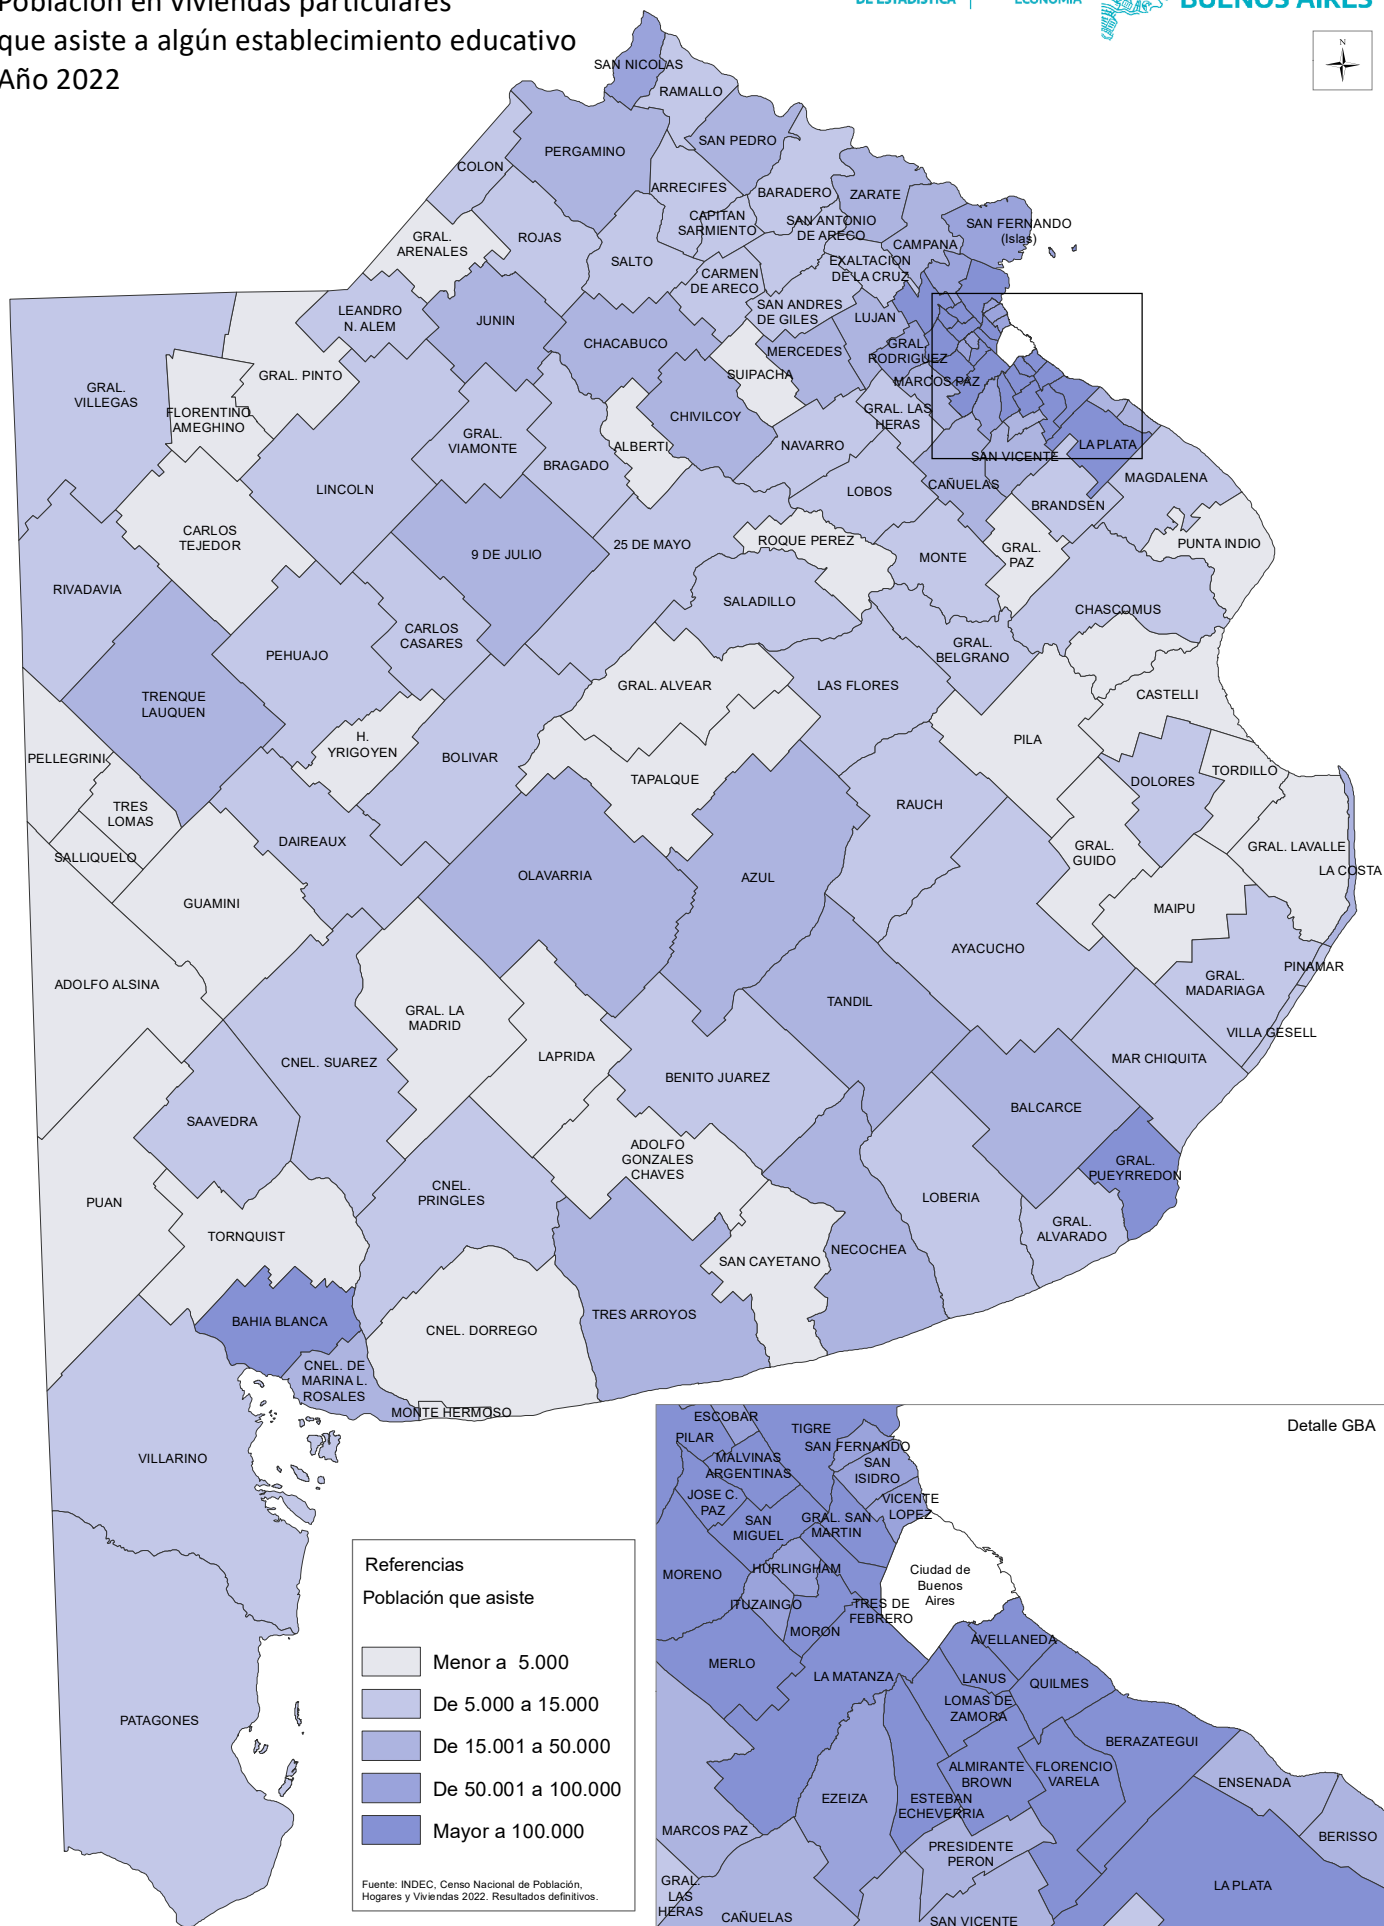 Población en viviendas particulares
que asiste a algún establecimiento educativo
Año 2022
DE ESTADÍSTICA
ECONOMÍA
BUENOS AIRES
N
SAN NICOLAS
RAMALLO
SAN PEDRO
PERGAMINO
COLON
ARRECIFES
BARADERO
ZARATE
CAPITAN
SARMIENTO
SAN ANTONIO
DE ARECO
SAN FERNANDO
(Islas)
CAMPANA
GRAL.
ARENALES
ROJAS
SALTO
CARMEN
DE ARECO
EXALTACION
DE LA CRUZ
LEANDRO
N. ALEM
JUNIN
CHACABUCO
SAN ANDRES
DE GILES
LUJAN
MERCEDES
GRAL.
RODRIGUEZ
SUIPACHA
MARCOS PAZ
GRAL.
VILLEGAS
GRAL. PINTO
FLORENTINO
AMEGHINO
CHIVILCOY
GRAL. LAS
HERAS
GRAL.
VIAMONTE
ALBERTI
NAVARRO
LA PLATA
BRAGADO
SAN VICENTE
LINCOLN
LOBOS
CAÑUELAS
MAGDALENA
BRANDSEN
CARLOS
TEJEDOR
9 DE JULIO
25 DE MAYO
ROQUE PEREZ
MONTE
GRAL.
PAZ
PUNTA INDIO
RIVADAVIA
SALADILLO
CHASCOMUS
CARLOS
CASARES
PEHUAJO
GRAL.
BELGRANO
TRENQUE
LAUQUEN
GRAL. ALVEAR
LAS FLORES
CASTELLI
H.
YRIGOYEN
PILA
PELLEGRINI
BOLIVAR
TAPALQUE
DOLORES
TORDILLO
TRES
LOMAS
RAUCH
DAIREAUX
SALLIQUELO
GRAL.
GUIDO
GRAL. LAVALLE
LA COSTA
GUAMINI
OLAVARRIA
AZUL
MAIPU
AYACUCHO
ADOLFO ALSINA
PINAMAR
GRAL.
MADARIAGA
GRAL. LA
MADRID
TANDIL
VILLA GESELL
CNEL. SUAREZ
LAPRIDA
MAR CHIQUITA
BENITO JUAREZ
SAAVEDRA
BALCARCE
ADOLFO
GONZALES
CHAVES
GRAL.
PUEYRREDON
CNEL.
PRINGLES
PUAN
LOBERIA
GRAL.
ALVARADO
TORNQUIST
SAN CAYETANO
NECOCHEA
BAHIA BLANCA
CNEL. DORREGO
TRES ARROYOS
CNEL. DE
MARINA L.
ROSALES
MONTE HERMOSO
VILLARINO
PATAGONES
Referencias
Población que asiste
Menor a 5.000
De 5.000 a 15.000
De 15.001 a 50.000
De 50.001 a 100.000
Mayor a 100.000
Fuente: INDEC, Censo Nacional de Población,
Hogares y Viviendas 2022. Resultados definitivos.
Detalle GBA
ESCOBAR
TIGRE
PILAR
SAN FERNANDO
MALVINAS
ARGENTINAS
SAN
ISIDRO
JOSE C.
PAZ
VICENTE
LOPEZ
SAN
MIGUEL
GRAL. SAN
MARTIN
HURLINGHAM
MORENO
Ciudad de
Buenos
Aires
ITUZAINGO
TRES DE
FEBRERO
MORON
AVELLANEDA
MERLO
LA MATANZA
LANUS
QUILMES
LOMAS DE
ZAMORA
BERAZATEGUI
ALMIRANTE
BROWN
FLORENCIO
VARELA
ENSENADA
EZEIZA
ESTEBAN
ECHEVERRIA
MARCOS PAZ
BERISSO
PRESIDENTE
PERON
GRAL.
LAS
HERAS
LA PLATA
CAÑUELAS
SAN VICENTE